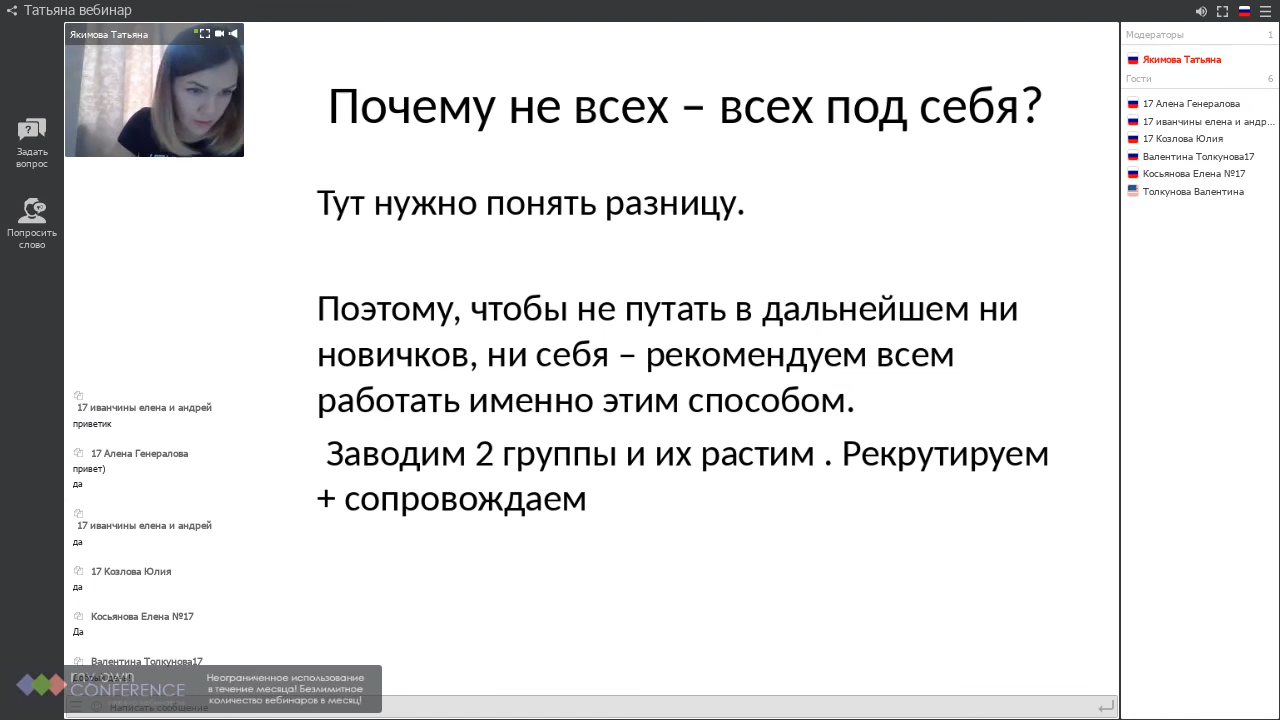 Татьяна вебинар
Якимова Татьяна
Задать
вопрос
Попросить
слово
Почему не всех – всех под себя?
Тут нужно понять разницу.
Поэтому, чтобы не путать в дальнейшем ни
новичков, ни себя – рекомендуем всем
работать именно этим способом.
Заводим 2 группы и их растим . Рекрутируем
+ сопровождаем
17 иванчины елена и андрей
приветик
17 Алена Генералова
привет)
да
17 иванчины елена и андрей
да
17 Козлова Юлия
да
Косьянова Елена №17
Да
Валентина Толкунова17
CONFERENCE
Неограниченное использование
в течение месяца! Безлимитное
количество вебинаров в месяц!
Написать сообщение
Модераторы 1
Якимова Татьяна
Гости 6
17 Алена Генералова
17 иванчины елена и андр...
17 Козлова Юлия
Валентина Толкунова17
Косьянова Елена №17
Толкунова Валентина